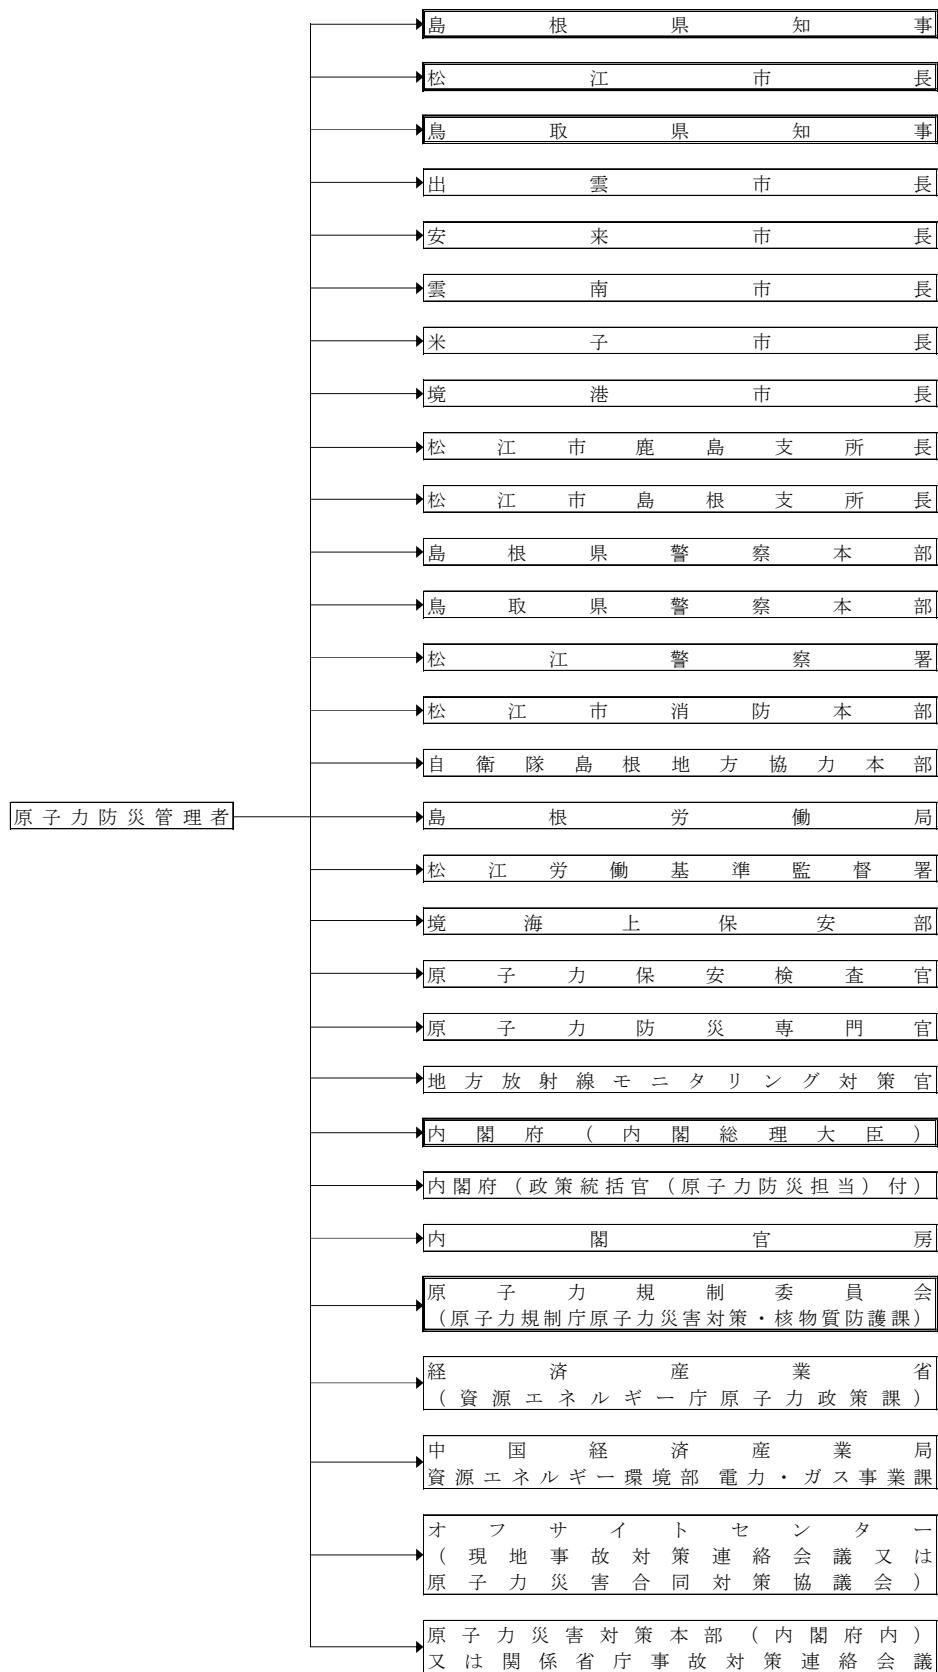 島根県知事
松江市長
鳥取県知事
出雲市長
安来市長
雲南市長
米子市長
境港市長
松江市鹿島支所長
松江市島根支所長
島根県警察本部
鳥取県警察本部
松江警察署
松江市消防本部
自衛隊島根地方協力本部
原子力防災管理者
島根労働局
松江労働基準監督署
境海上保安部
原子力保安検査官
原子力防災専門官
地方放射線モニタリング対策官
内閣府(内閣総理大臣)
内閣府(政策統括官(原子力防災担当)付)
内閣官房
原子力規制委員会
(原子力規制庁原子力災害対策・核物質防護課)
経済産業省
(資源エネルギー庁原子力政策課)
中国経済産業局
資源エネルギー環境部 電力・ガス事業課
オフサイトセンター
(現地事故対策連絡会議又は
原子力災害合同対策協議会)
原子力災害対策本部(内閣府内)
又は関係省庁事故対策連絡会議